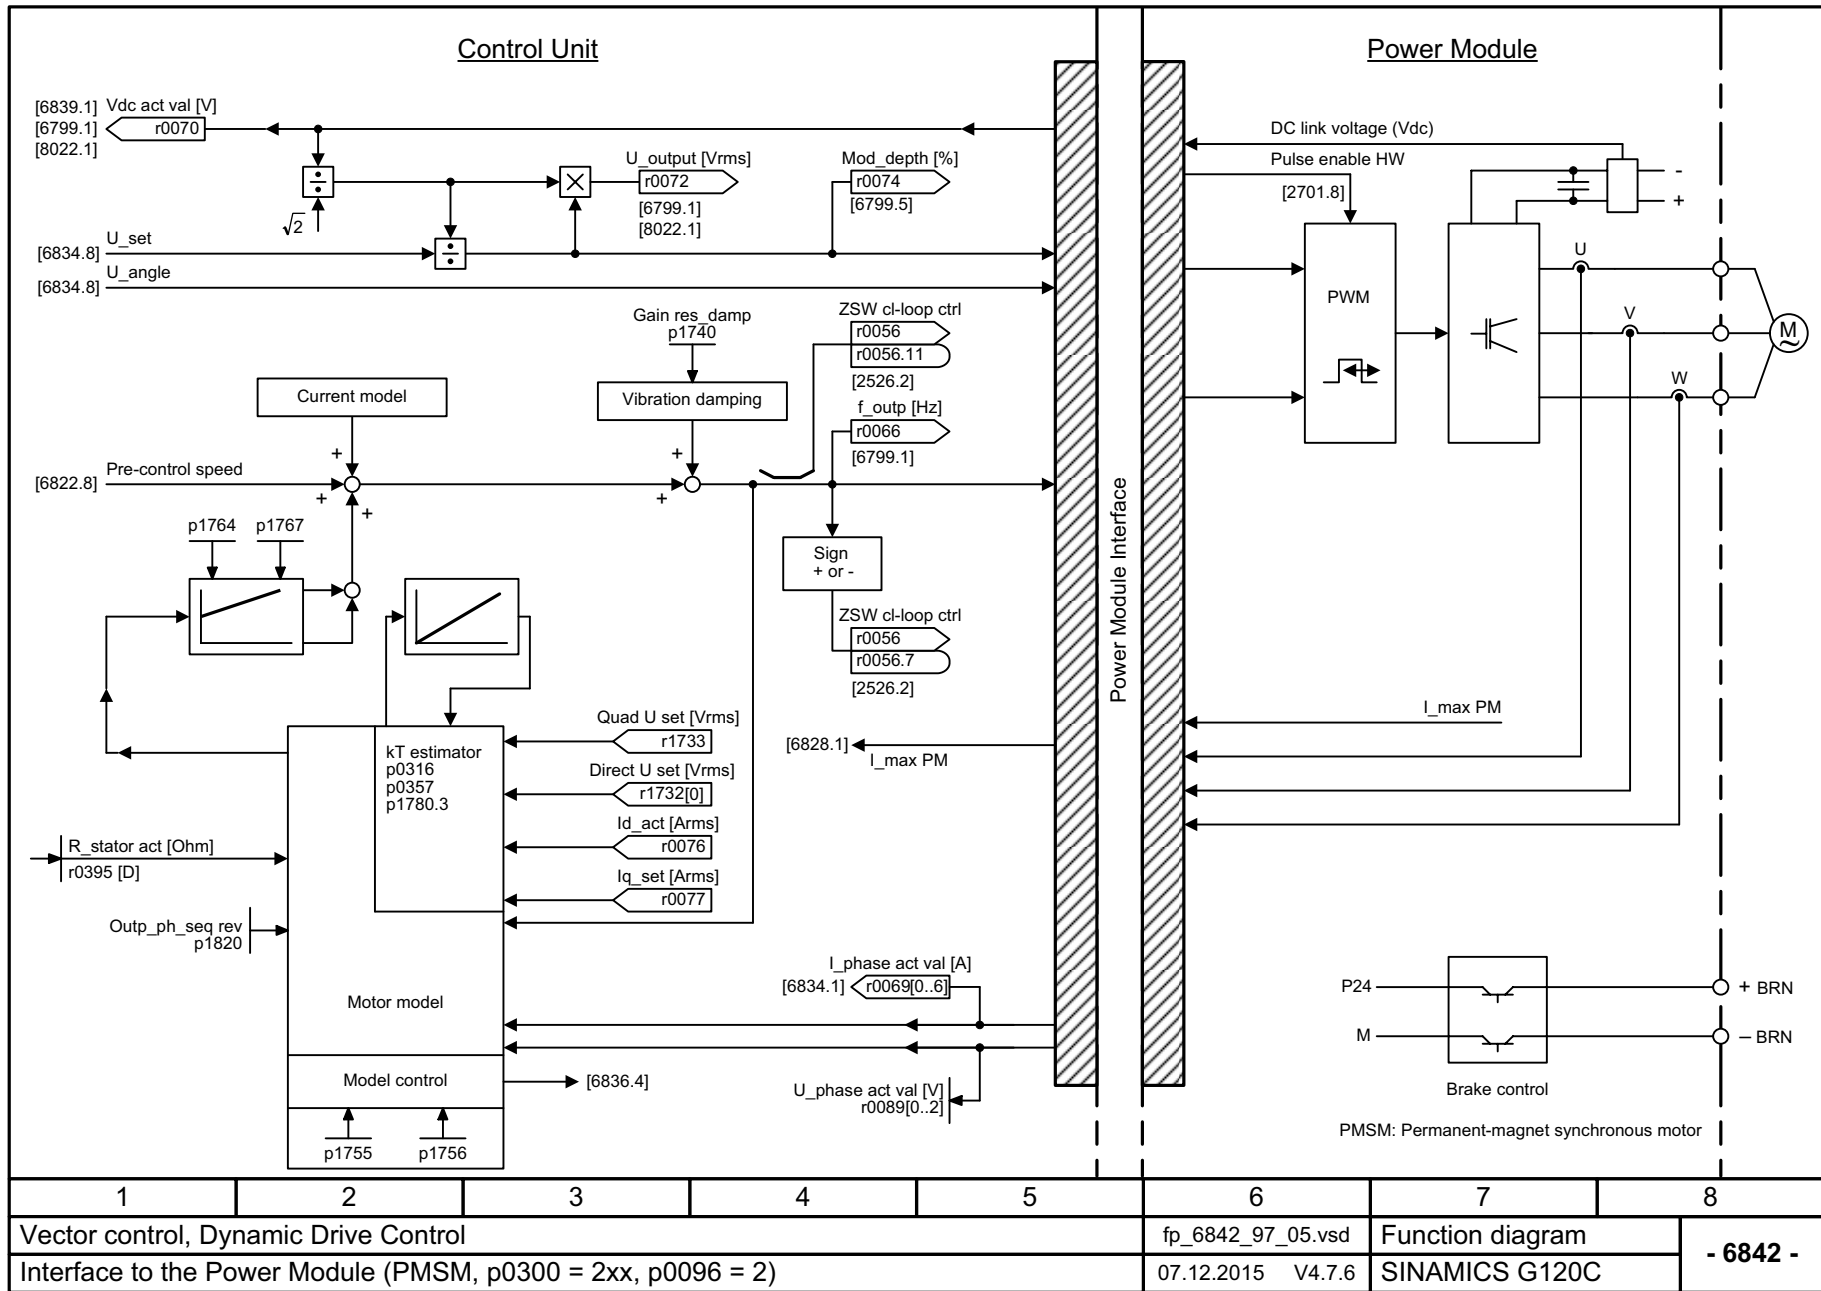 Control Unit
Power Module
[6839.1] Vdc act val [V]
[6799.1] r0070
[8022.1]
DC link voltage (Vdc)
Pulse enable HW
[2701.8]
-
+
U_output [Vrms]
r0072
[6799.1]
[8022.1]
Mod_depth [%]
r0074
[6799.5]
÷
×
√2
U_set
[6834.8]
÷
U_angle
[6834.8]
PWM
U
V
W
M
~
Gain res_damp
p1740
ZSW cl-loop ctrl
r0056
r0056.11
[2526.2]
Current model
Vibration damping
f_outp [Hz]
r0066
[6799.1]
+
+
Pre-control speed
[6822.8]
+
+
+
p1764 p1767
Sign
+ or -
ZSW cl-loop ctrl
r0056
r0056.7
[2526.2]
Power Module Interface
Quad U set [Vrms]
r1733
Direct U set [Vrms]
r1732[0]
Id_act [Arms]
r0076
Iq_set [Arms]
r0077
kT estimator
p0316
p0357
p1780.3
[6828.1]
I_max PM
I_max PM
R_stator act [Ohm]
r0395 [D]
Outp_ph_seq rev
p1820
Motor model
I_phase act val [A]
[6834.1] r0069[0..6]
Model control
[6836.4]
U_phase act val [V]
r0089[0..2]
p1755 p1756
P24
M
+ BRN
– BRN
Brake control
PMSM: Permanent-magnet synchronous motor
1 2 3 4 5 6 7 8
Vector control, Dynamic Drive Control
fp_6842_97_05.vsd
Function diagram
- 6842 -
Interface to the Power Module (PMSM, p0300 = 2xx, p0096 = 2)
07.12.2015 V4.7.6
SINAMICS G120C